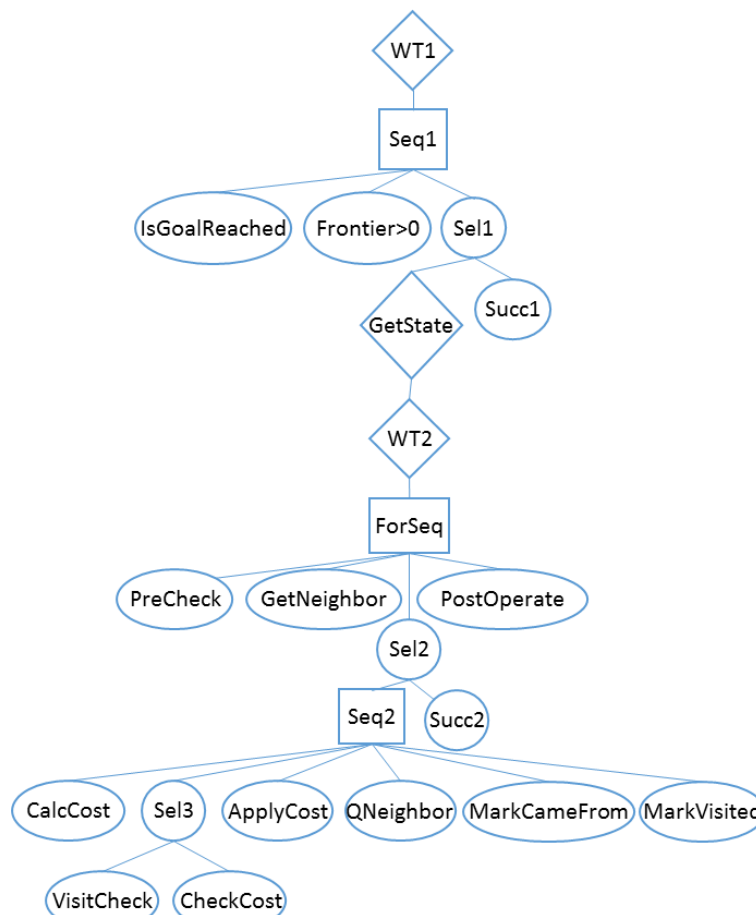 WT1
Seq1
IsGoalReached
Frontier>0
Sel1
Succ1
GetState
WT2
ForSeq
PreCheck
GetNeighbor
PostOperate
Sel2
Seq2
Succ2
CalcCost
Sel3
ApplyCost
QNeighbor
MarkCameFrom
MarkVisited
VisitCheck
CheckCost